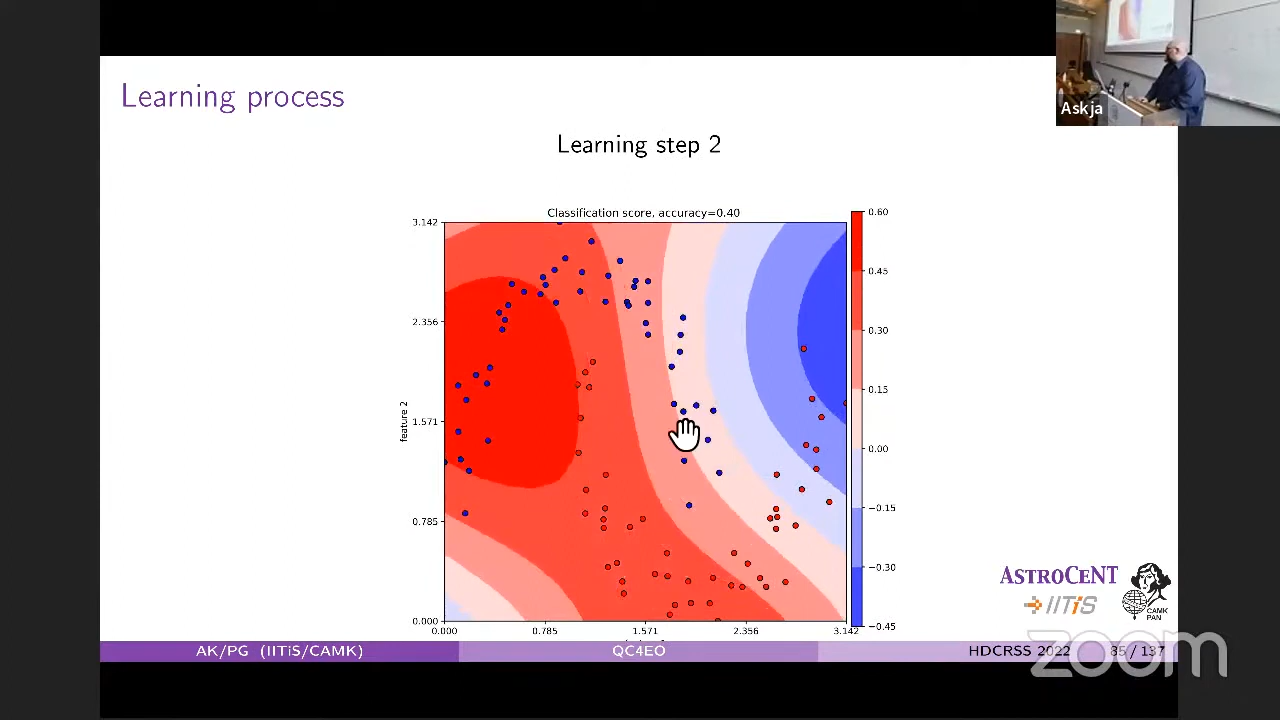 Askja
Learning process
Learning step 2
Classification score, accuracy=0.40
3.142
2.356
1.571
0.785
0.000
feature 2
0.000
0.785
1.571
2.356
3.142
0.60
0.45
0.30
0.15
0.00
−0.15
−0.30
−0.45
ASTROCENT
IITiS
CAMK
PAN
AK/PG (IITiS/CAMK)
QC4EO
HDCRSS 2022
85 / 137
zoom